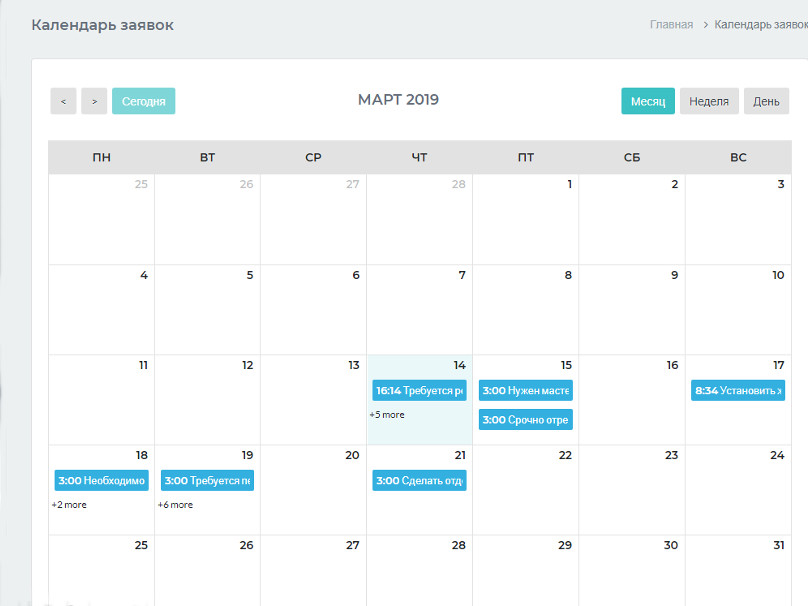 Календарь заявок
Главная > Календарь заявок
< > Сегодня
МАРТ 2019
Месяц Неделя День
ПН ВТ СР ЧТ ПТ СБ ВС
25 26 27 28 1 2 3
4 5 6 7 8 9 10
11 12 13 14 15 16 17
16:14 Требуется 3:00 Нужен 8:34 Установить
+5 more 3:00 Срочно
18 19 20 21 22 23 24
3:00 Необходимо 3:00 Требуется 3:00 Сделать
+2 more +6 more
25 26 27 28 29 30 31